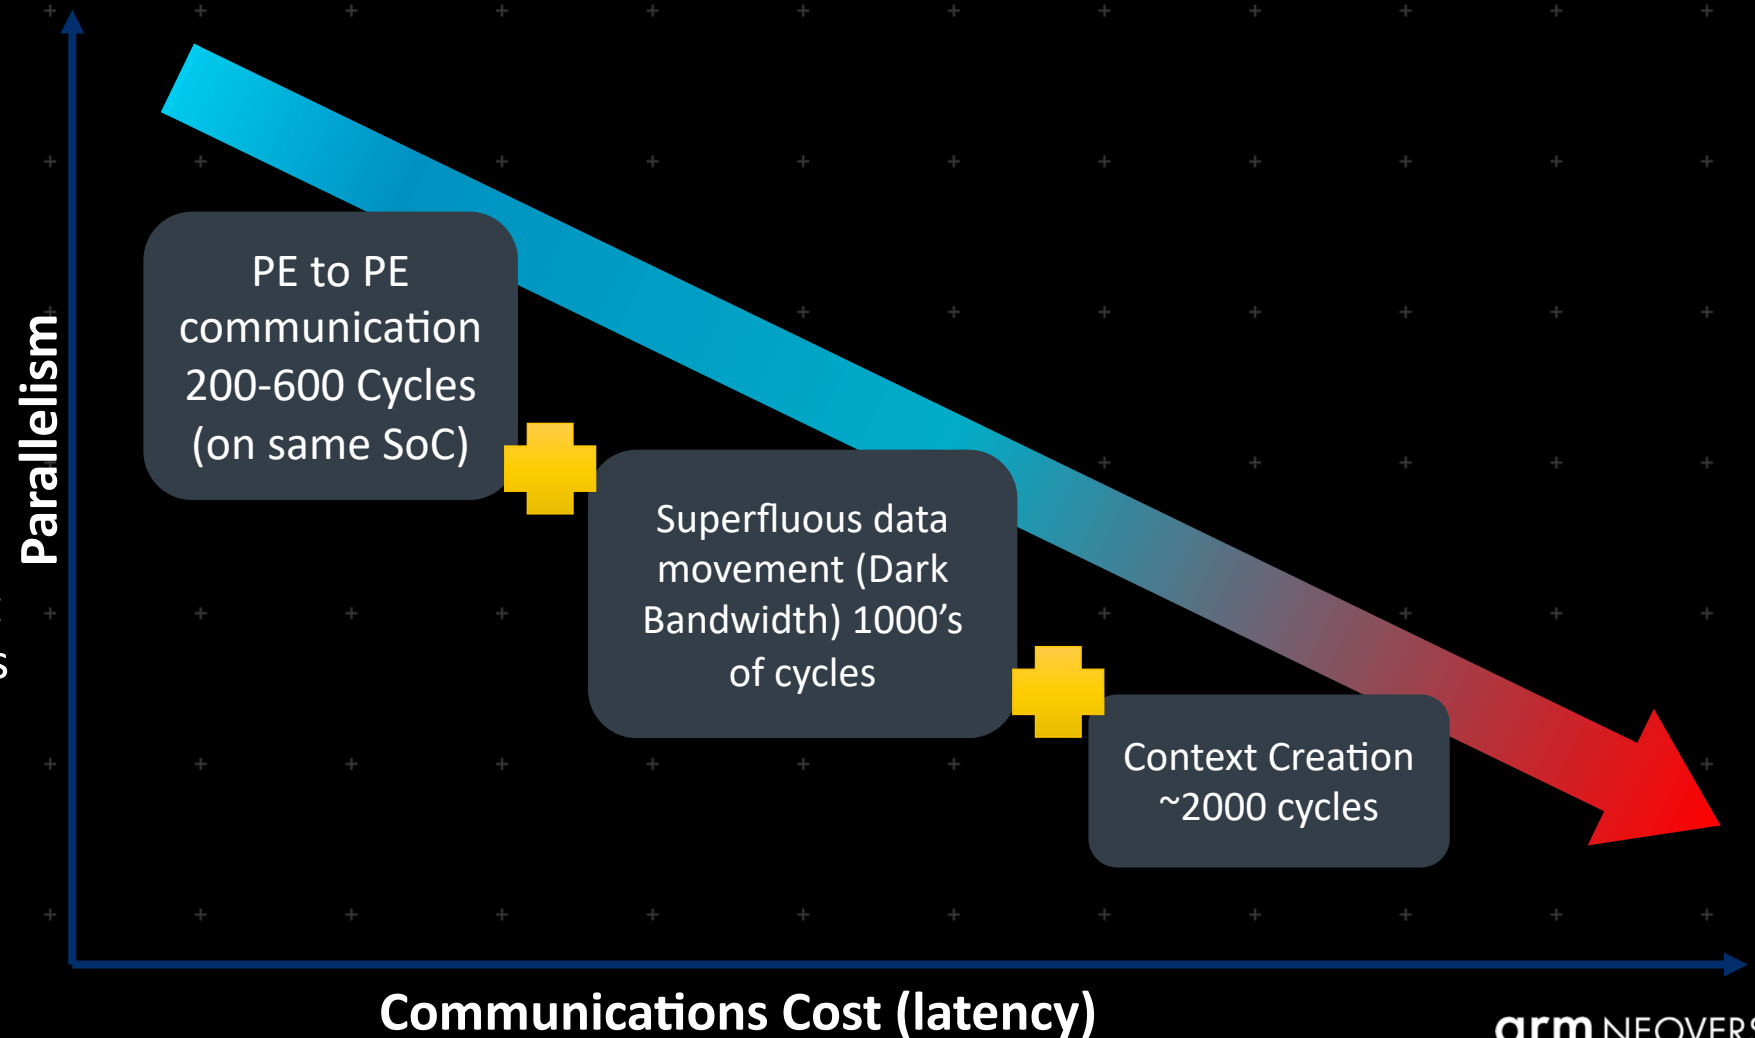 PE to PE
communication
200-600 Cycles
(on same SoC)
Parallelism
Superfluous data
movement (Dark
Bandwidth) 1000’s
of cycles
Context Creation
~2000 cycles
Communications Cost (latency)
arm NEOVERS